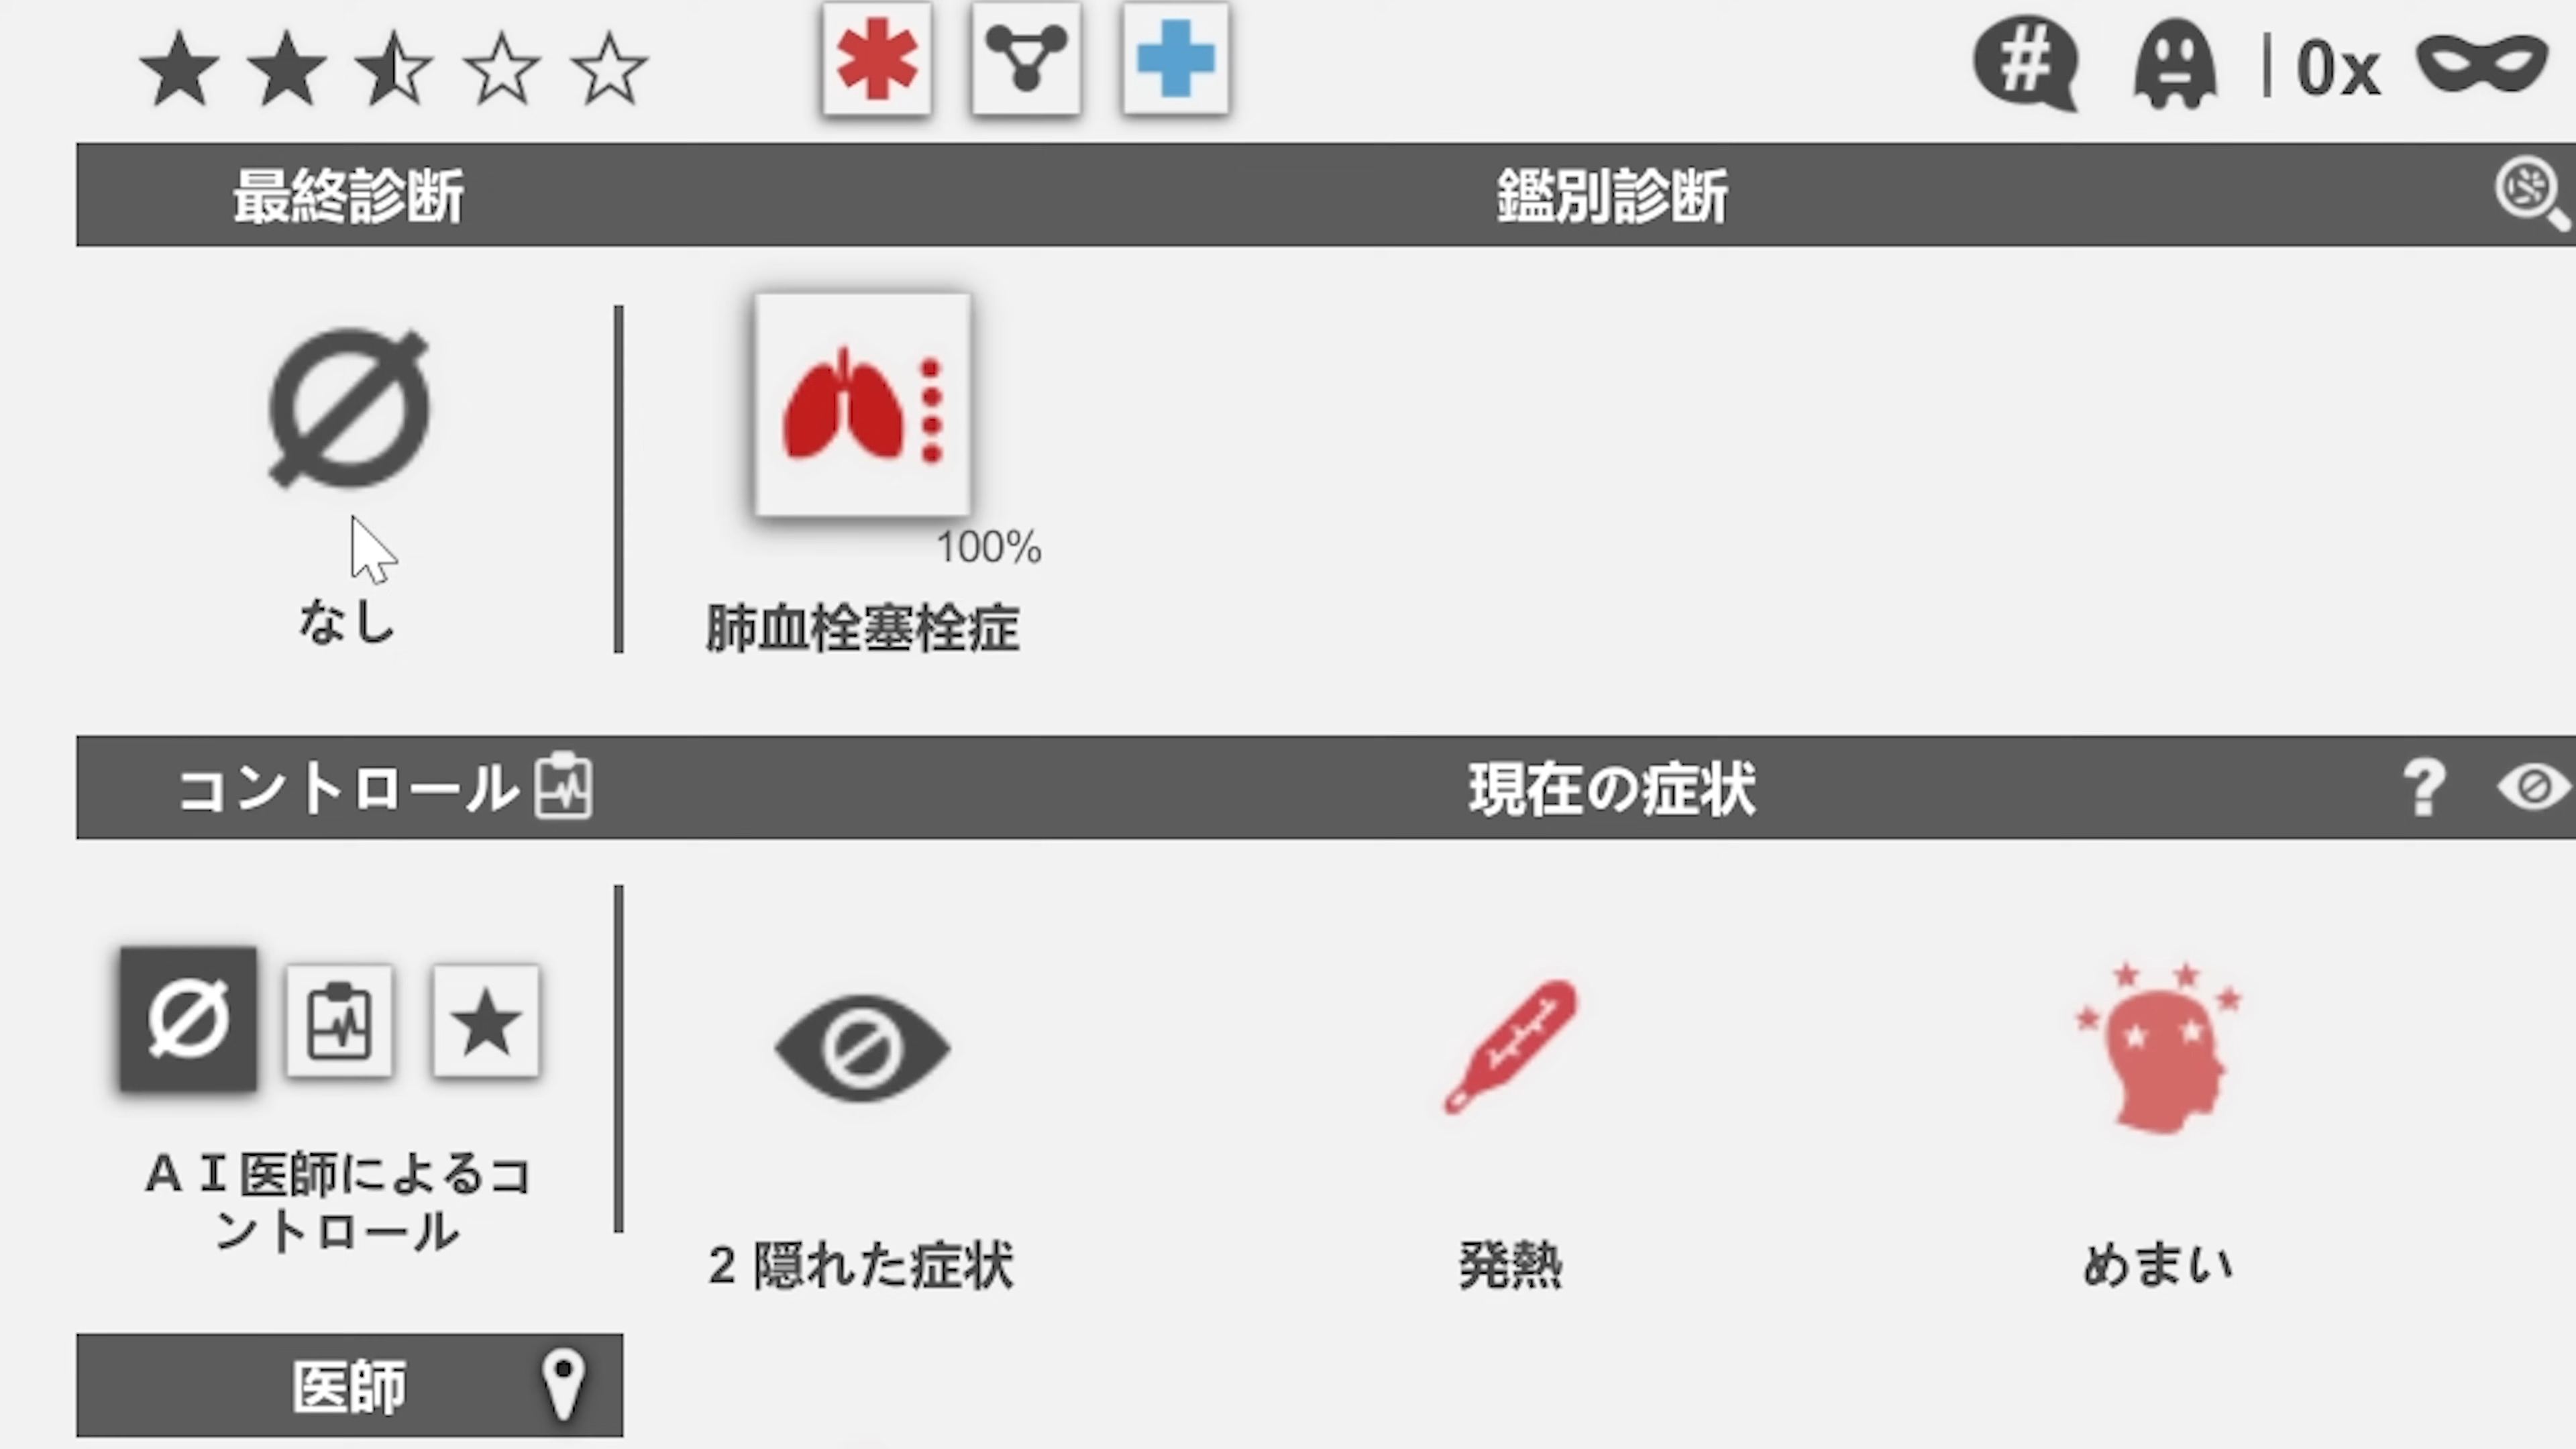 # 0x
最終診断 鑑別診断
100%
なし 肺血栓塞栓症
コントロール 現在の症状 ?
ＡＩ医師によるコ
ントロール
2 隠れた症状 発熱 めまい
医師